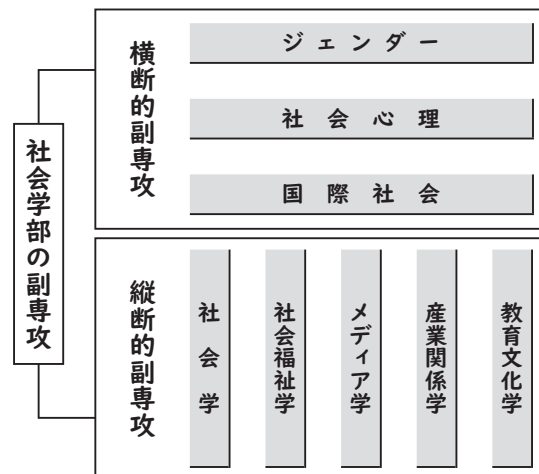 社会学部の副専攻
横断的副専攻
ジェンダー
社会心理
国際社会
縦断的副専攻
社会学
社会福祉学
メディア学
産業関係学
教育文化学